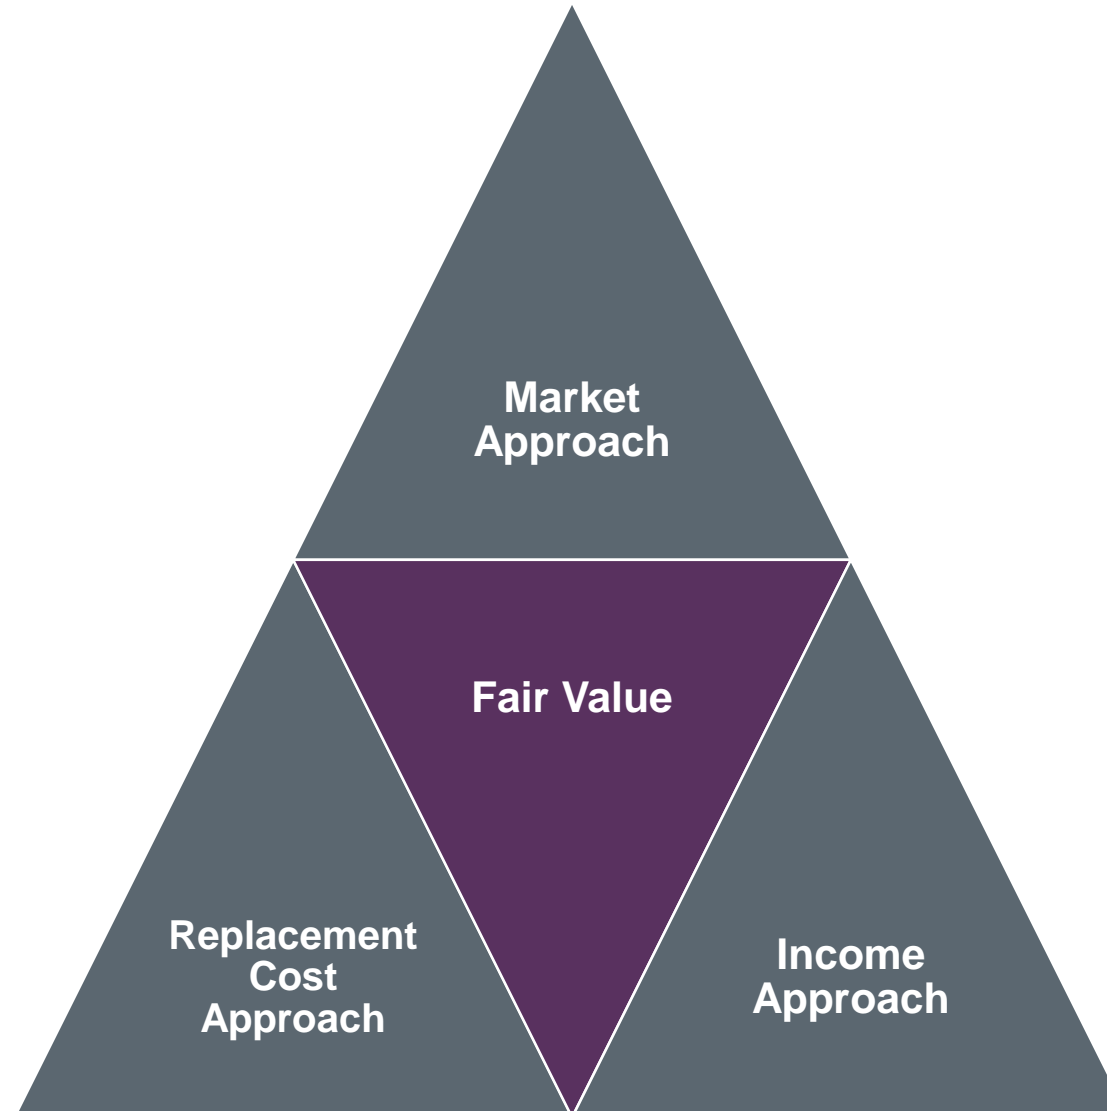 Market
Approach
Fair Value
Replacement
Cost
Approach
Income
Approach